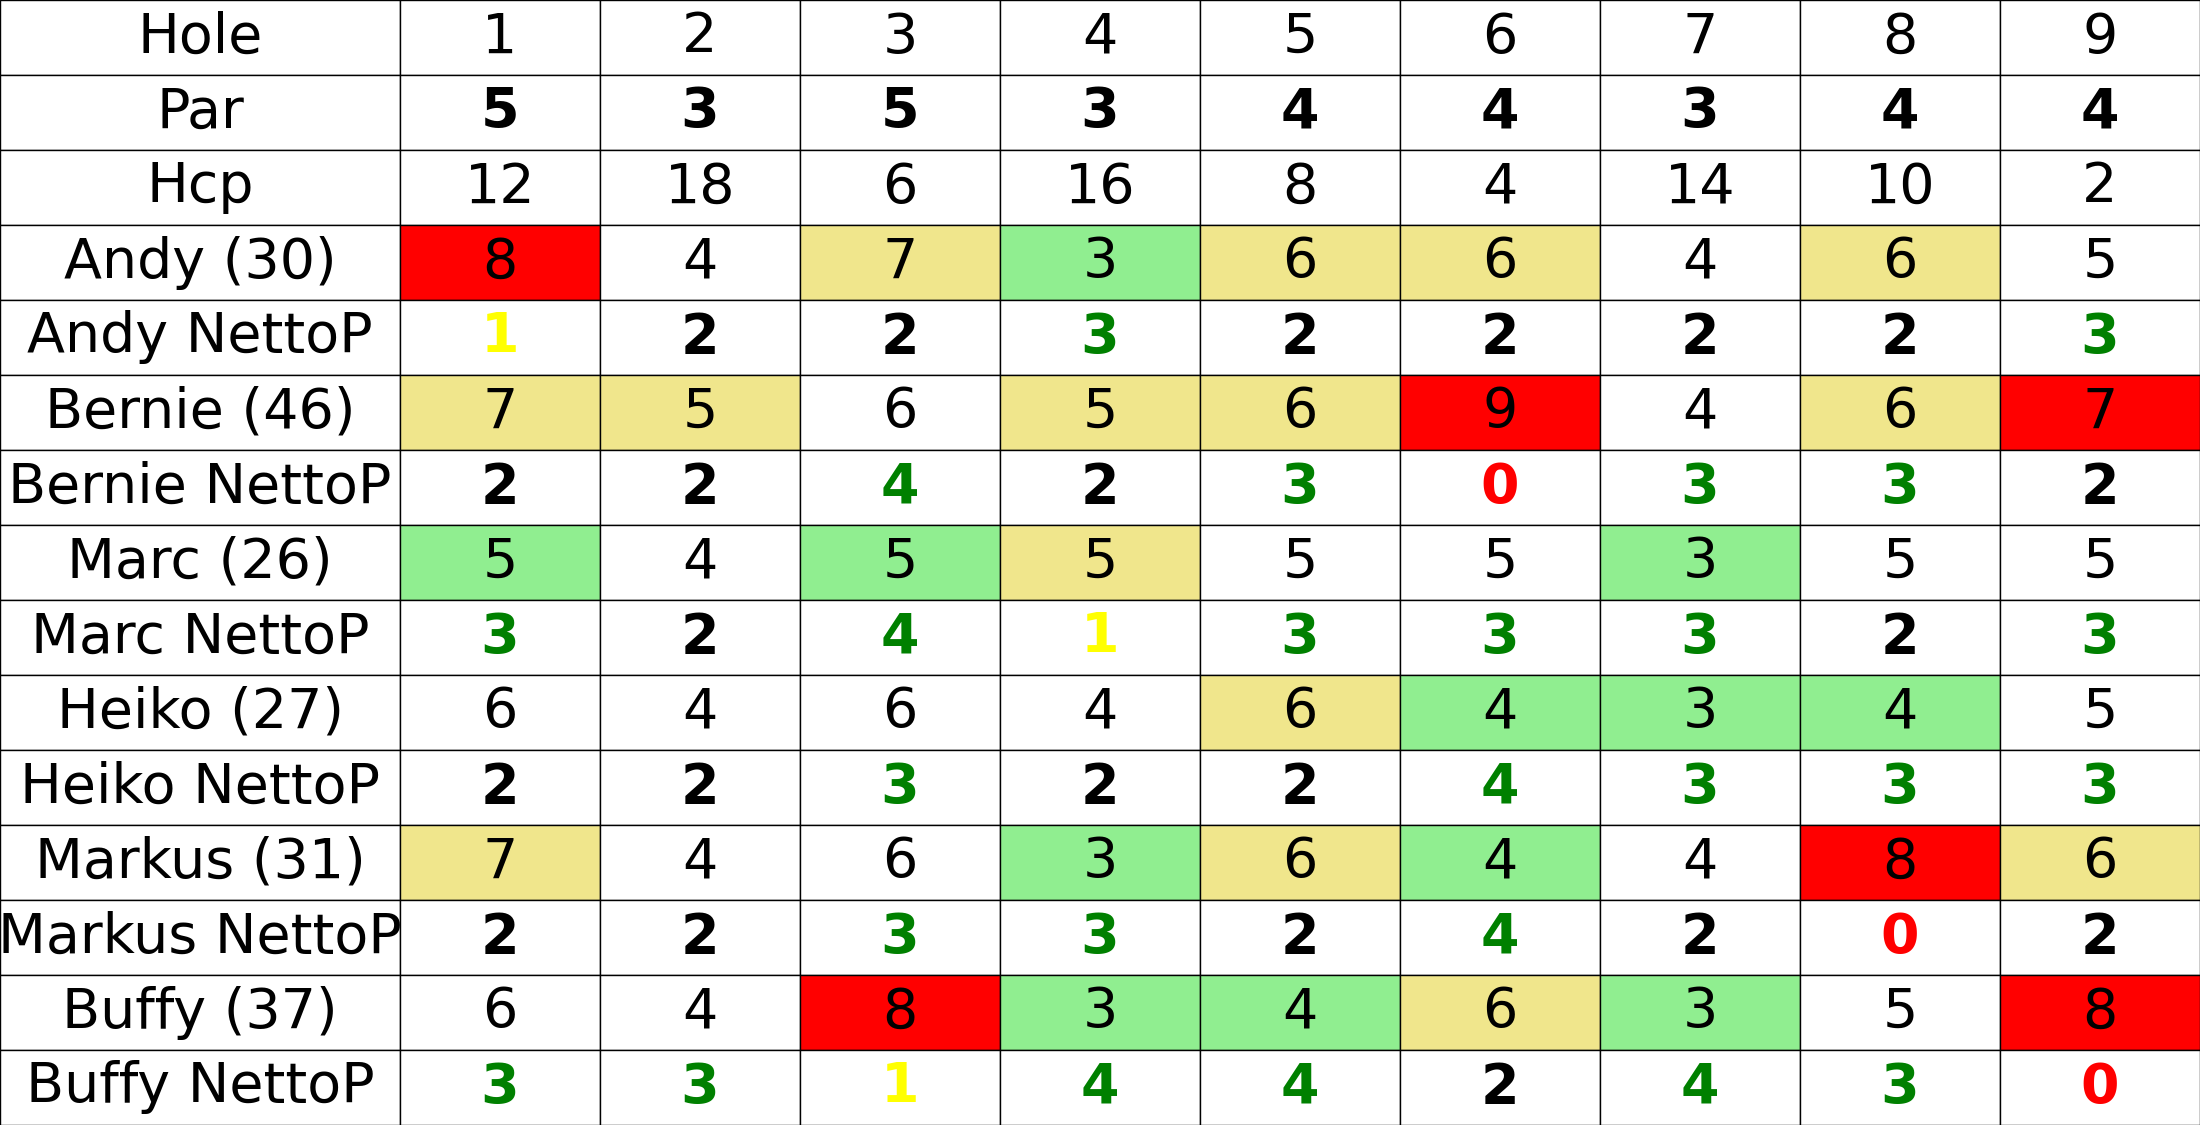 Hole 1 2 3 4 5 6 7 8 9
Par 5 3 5 3 4 4 3 4 4
Hcp 12 18 6 16 8 4 14 10 2
Andy (30) 8 4 7 3 6 6 4 6 5
Andy NettoP 1 2 2 3 2 2 2 2 3
Bernie (46) 7 5 6 5 6 9 4 6 7
Bernie NettoP 2 2 4 2 3 0 3 3 2
Marc (26) 5 4 5 5 5 5 3 5 5
Marc NettoP 3 2 4 1 3 3 3 2 3
Heiko (27) 6 4 6 4 6 4 3 4 5
Heiko NettoP 2 2 3 2 2 4 3 3 3
Markus (31) 7 4 6 3 6 4 4 8 6
Markus NettoP 2 2 3 3 2 4 2 0 2
Buffy (37) 6 4 8 3 4 6 3 5 8
Buffy NettoP 3 3 1 4 4 2 4 3 0